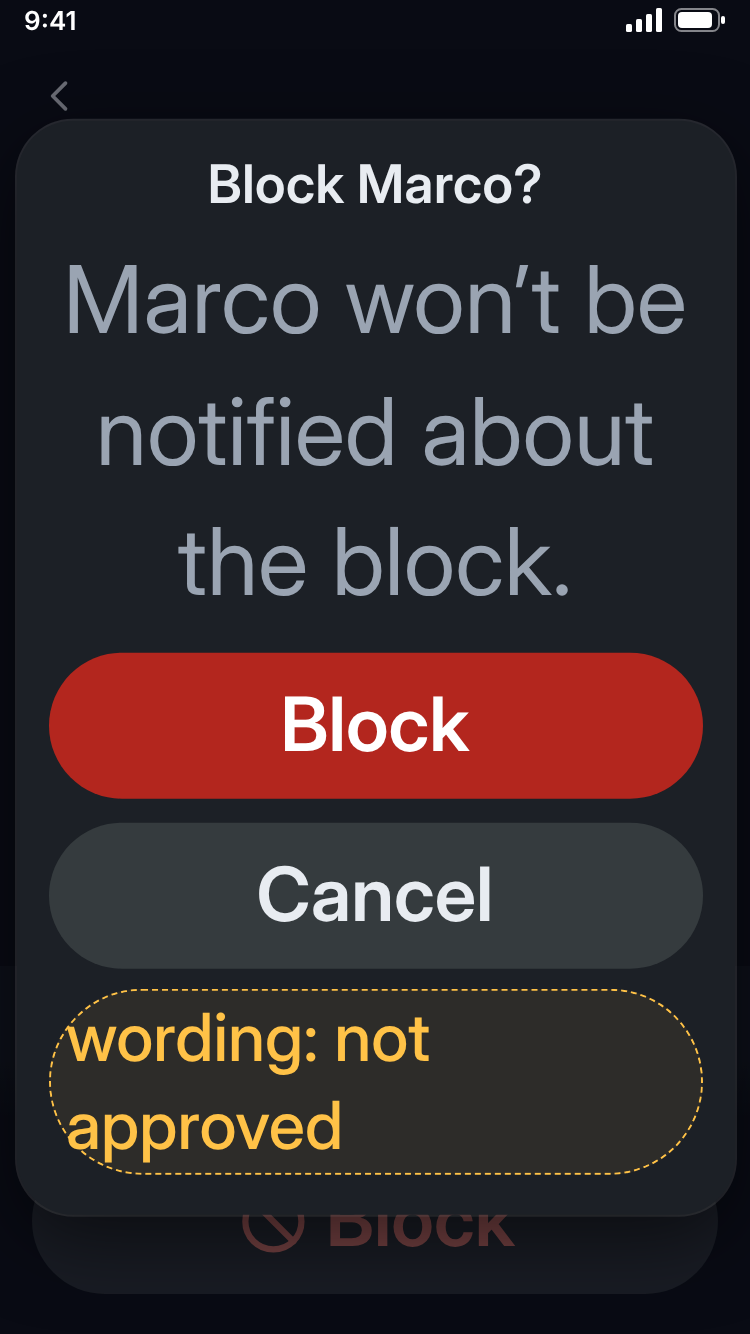 9:41
Block Marco?
Marco won’t be
notified about
the block.
Block
Cancel
wording: not
approved
Block